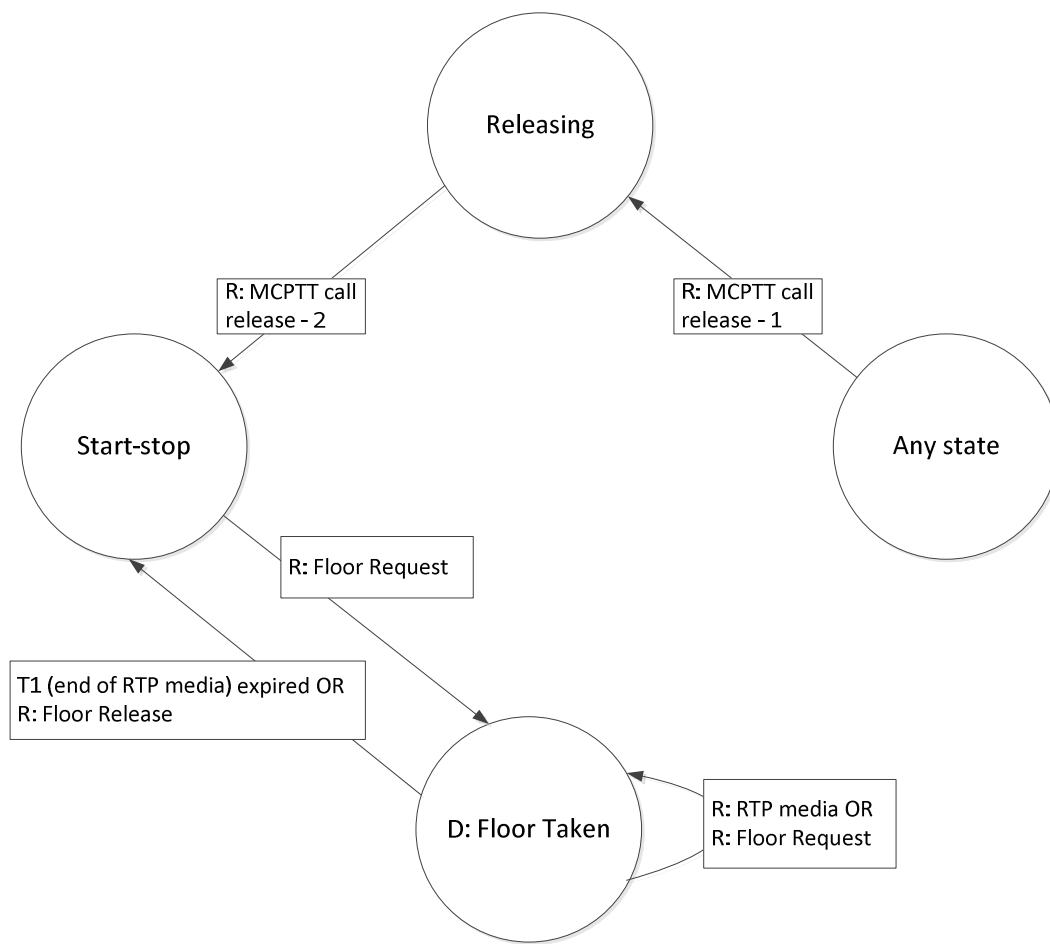 Releasing
R: MCPTT call
release - 2
R: MCPTT call
release - 1
Start-stop
Any state
R: Floor Request
T1 (end of RTP media) expired OR
R: Floor Release
D: Floor Taken
R: RTP media OR
R: Floor Request